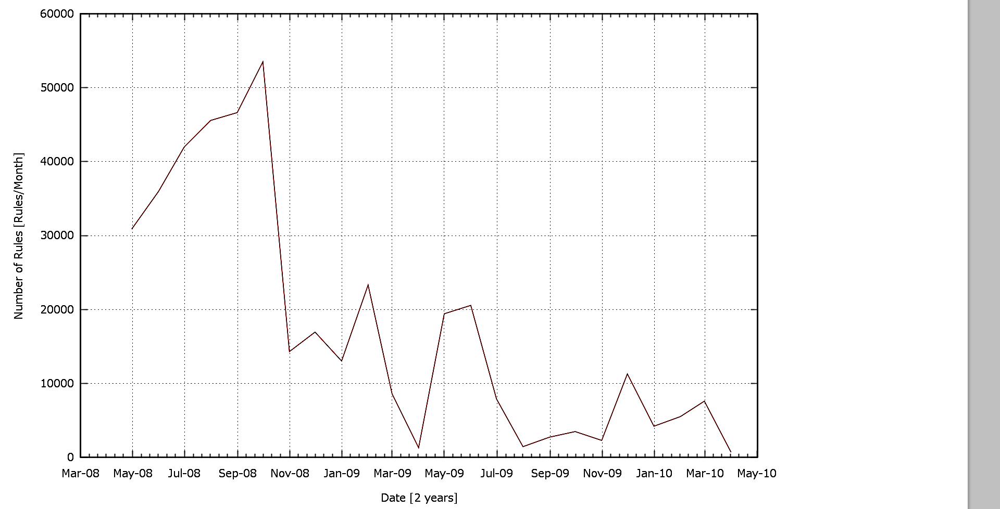 60000
50000
40000
30000
20000
10000
0
Number of Rules [Rules/Month]
Mar-08 May-08 Jul-08 Sep-08 Nov-08 Jan-09 Mar-09 May-09 Jul-09 Sep-09 Nov-09 Jan-10 Mar-10 May-10
Date [2 years]